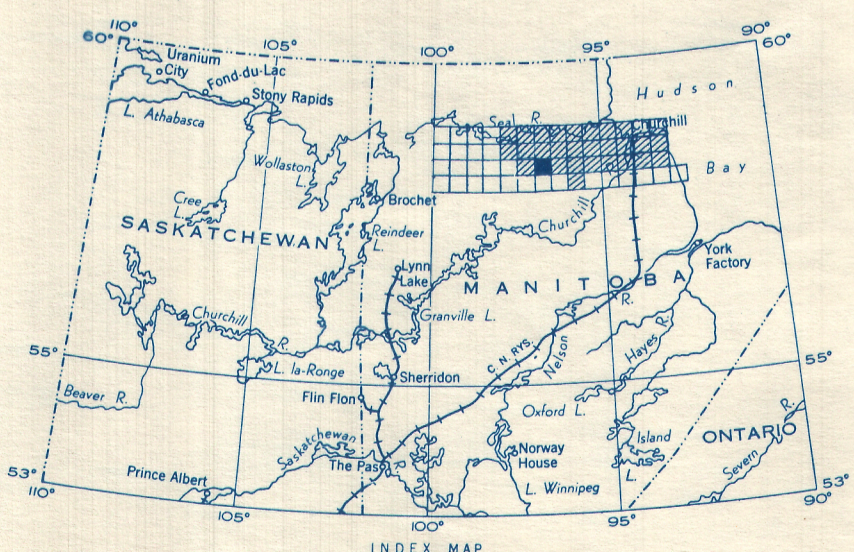 110°
60°
105°
100°
95°
90°
60°
Uranium
City
Fond-du-Lac
Stony Rapids
L. Athabasca
Hudson
Bay
Seal R.
Churchill
Wollaston
L.
Cree
L.
Brochet
Reindeer
L.
SASKATCHEWAN
Churchill
R.
Lynn
Lake
MANITOBA
York
Factory
Granville L.
Churchill
R.
R.
Nelson
C. N. RYS.
Hayes R.
55°
55°
L. la-Ronge
Sherridon
Beaver R.
Flin Flon
Oxford L.
Island
L.
ONTARIO
Severn
R.
Saskatchewan
R.
The Pas
Norway
House
Prince Albert
L. Winnipeg
53°
110°
105°
100°
95°
53°
90°
INDEX MAP